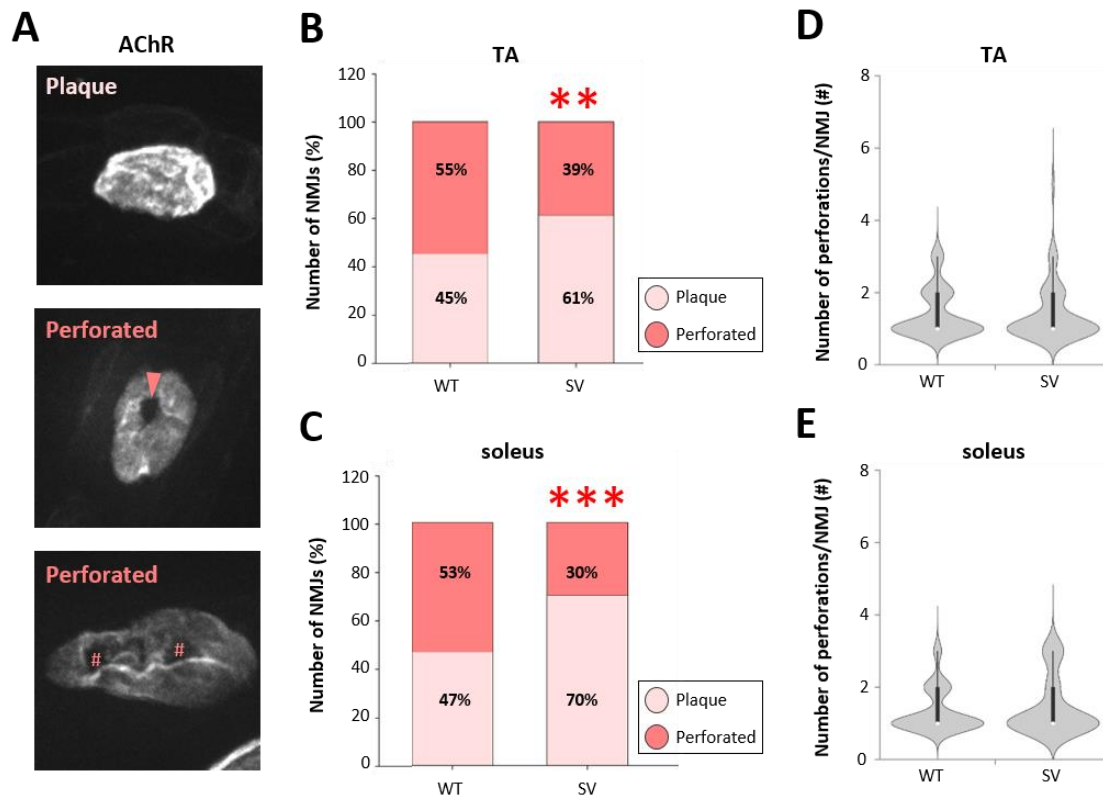 A
AChR
Plaque
Perforated
Perforated
#
#
B
TA
Number of NMJs (%)
120
100
80
60
40
20
0
**
55%
39%
45%
61%
WT
SV
Plaque
Perforated
C
soleus
Number of NMJs (%)
120
100
80
60
40
20
0
***
53%
30%
47%
70%
WT
SV
Plaque
Perforated
D
TA
Number of perforations/NMJ (#)
8
6
4
2
0
WT
SV
E
soleus
Number of perforations/NMJ (#)
8
6
4
2
0
WT
SV